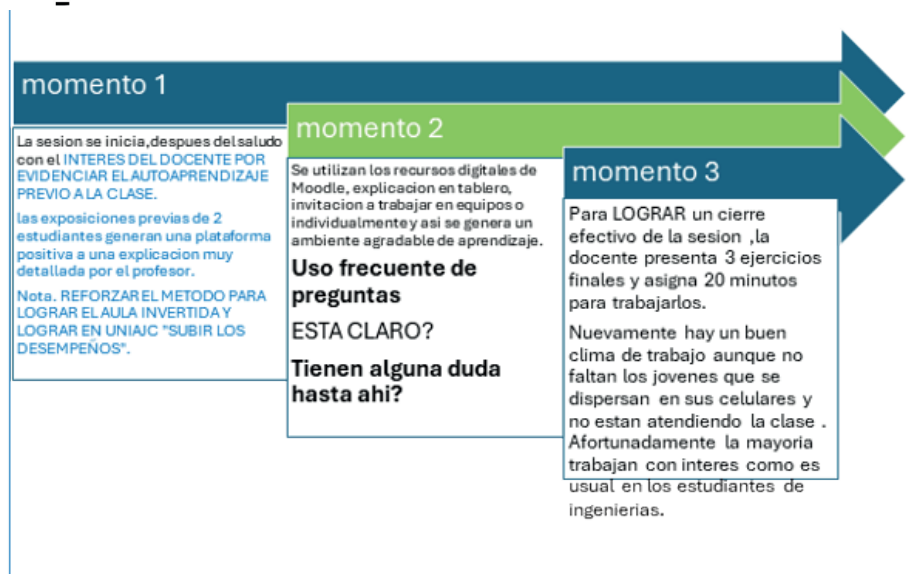 momento 1
La sesion se inicia,despues del saludo
con el INTERES DEL DOCENTE POR
EVIDENCIAR EL AUTOAPRENDIZAJE
PREVIO A LA CLASE.
las exposiciones previas de 2
estudiantes generan una plataforma
positiva a una explicacion muy
detallada por el profesor.
Nota. REFORZAR EL METODO PARA
LOGRAR EL AULA INVERTIDA Y
LOGRAR EN UNIAJC "SUBIR LOS
DESEMPEÑOS".
momento 2
Se utilizan los recursos digitales de
Moodle, explicacion en tablero,
invitacion a trabajar en equipos o
individualmente y asi se genera un
ambiente agradable de aprendizaje.
Uso frecuente de
preguntas
ESTA CLARO?
Tienen alguna duda
hasta ahi?
momento 3
Para LOGRAR un cierre
efectivo de la sesion ,la
docente presenta 3 ejercicios
finales y asigna 20 minutos
para trabajarlos.
Nuevamente hay un buen
clima de trabajo aunque no
faltan los jovenes que se
dispersan en sus celulares y
no estan atendiendo la clase .
Afortunadamente la mayoria
trabajan con interes como es
usual en los estudiantes de
ingenierias.